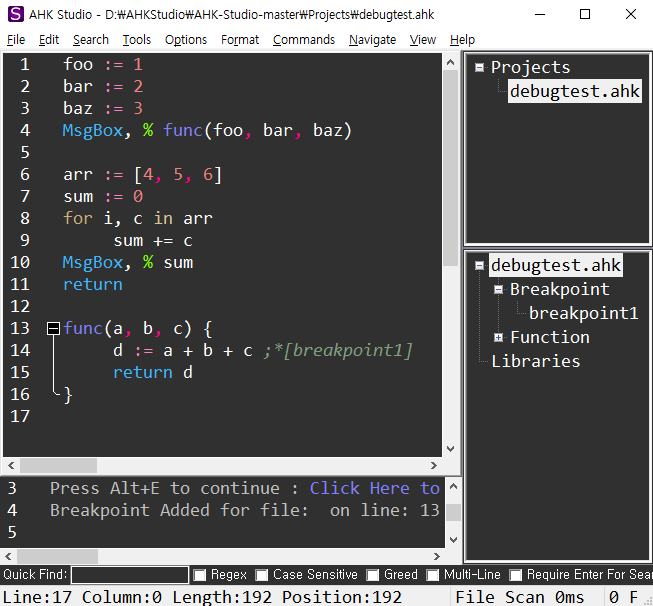 AHK Studio - D:₩AHKStudio₩AHK-Studio-master₩Projects₩debugtest.ahk
File Edit Search Tools Options Format Commands Navigate View Help
1 foo := 1
2 bar := 2
3 baz := 3
4 MsgBox, % func(foo, bar, baz)
5
6 arr := [4, 5, 6]
7 sum := 0
8 for i, c in arr
9 sum += c
10 MsgBox, % sum
11 return
12
13 func(a, b, c) {
14 d := a + b + c ;*[breakpoint1]
15 return d
16 }
17
Projects
debugtest.ahk
debugtest.ahk
Breakpoint
breakpoint1
Function
Libraries
3 Press Alt+E to continue : Click Here to
4 Breakpoint Added for file:  on line: 13
5
Quick Find: Regex Case Sensitive Greed Multi-Line Require Enter For Sear
Line:17 Column:0 Length:192 Position:192 File Scan 0ms 0 F